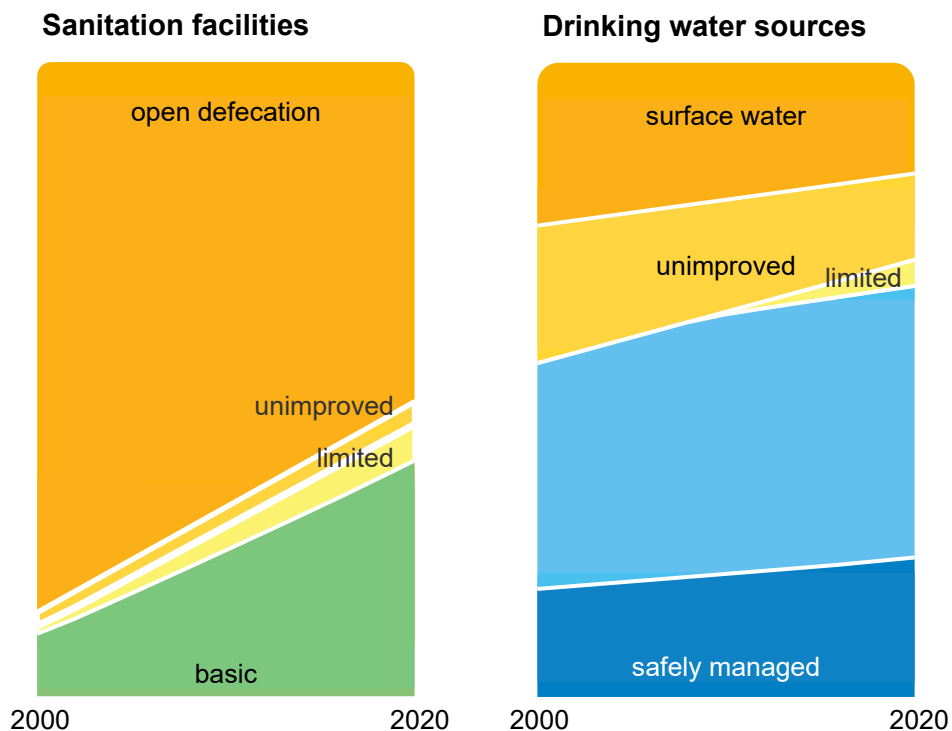 Sanitation facilities
open defecation
unimproved
limited
basic
2000
2020
Drinking water sources
surface water
unimproved
limited
safely managed
2000
2020